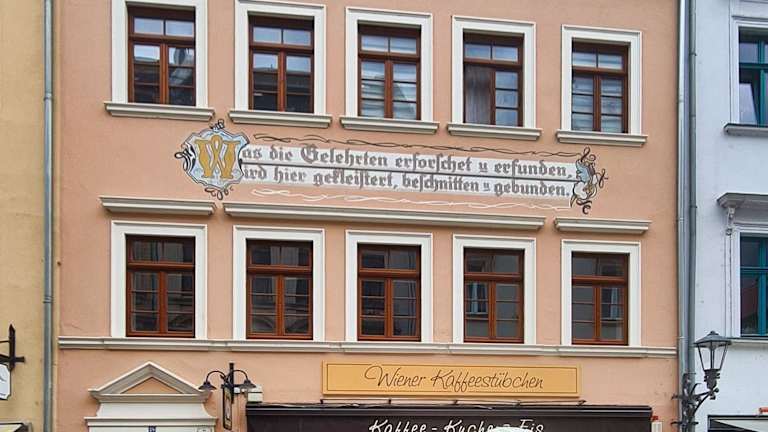 Was die Gelehrten erforschet u erfunden,
Wird hier gekleistert, beschnitten u gebunden.
Wiener Kaffeestübchen
Kaffee - Kuchen - Eis